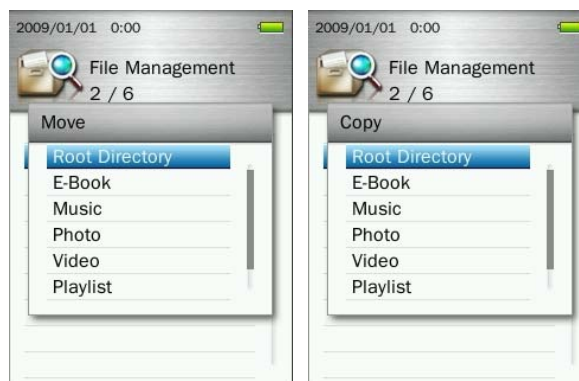 2009/01/01 0:00
File Management
2 / 6
Move
Root Directory
E-Book
Music
Photo
Video
Playlist
2009/01/01 0:00
File Management
2 / 6
Copy
Root Directory
E-Book
Music
Photo
Video
Playlist